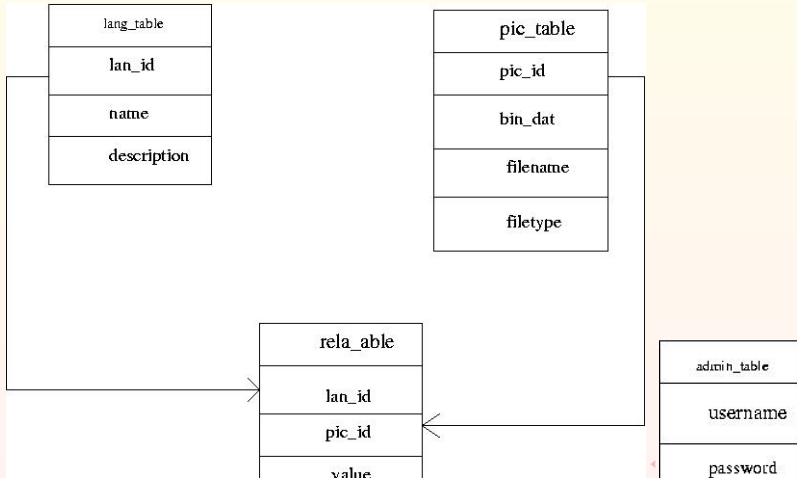 lang_table
lan_id
name
description
pic_table
pic_id
bin_dat
filename
filetype
rela_able
lan_id
pic_id
value
admin_table
username
password